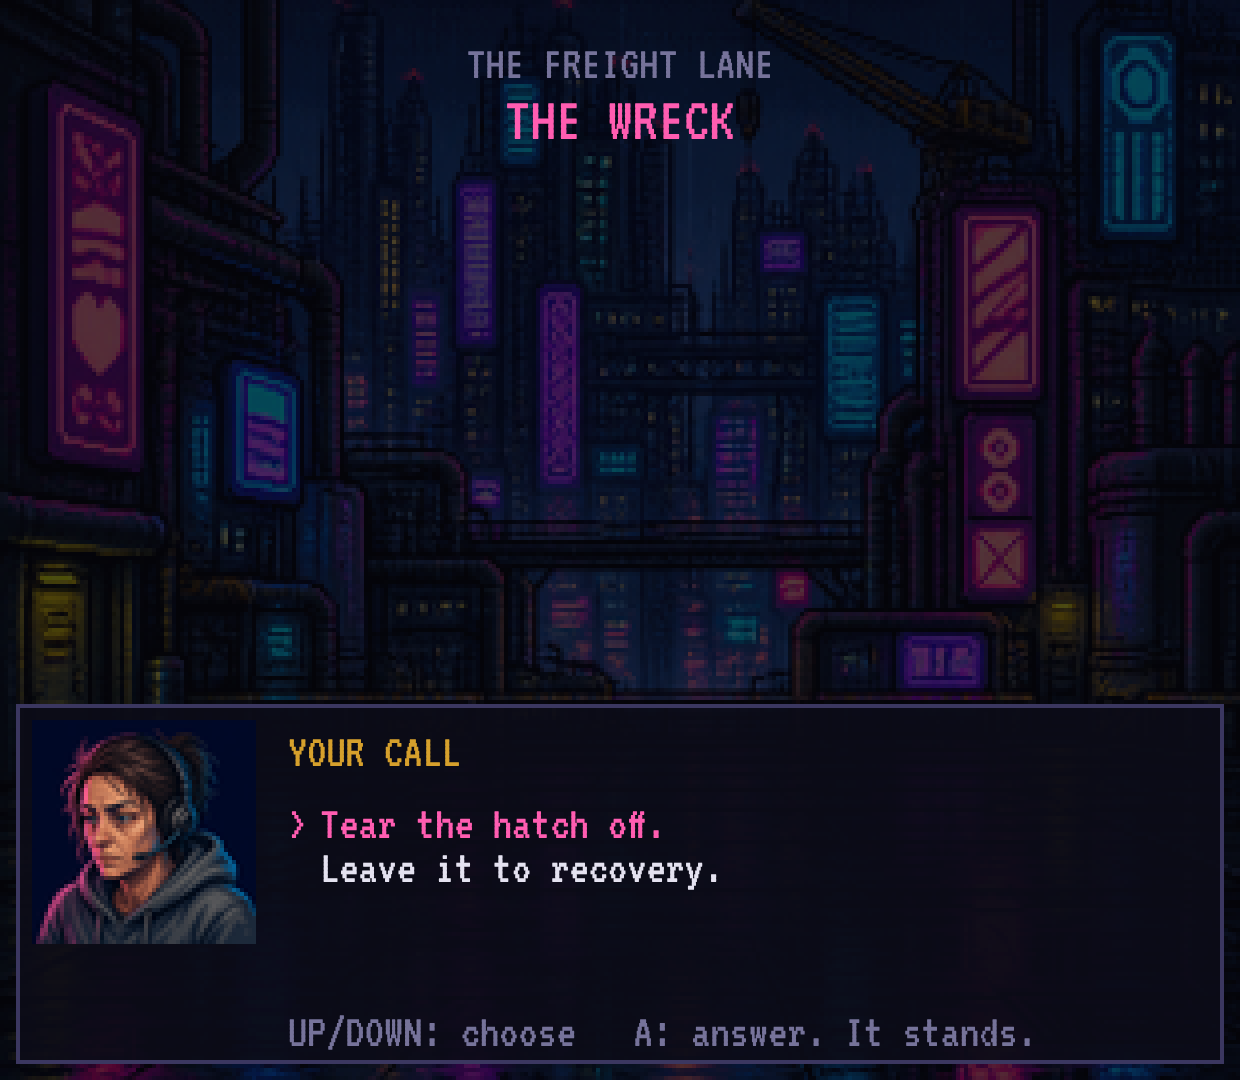 THE FREIGHT LANE
THE WRECK
YOUR CALL
> Tear the hatch off.
Leave it to recovery.
UP/DOWN: choose A: answer. It stands.